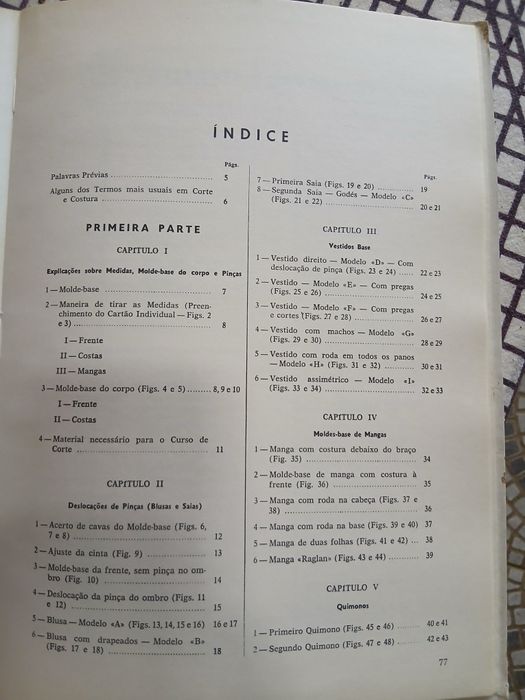 ÍNDICE
Págs.
Palavras Prévias ........ 5
Alguns dos Termos mais usuais em Corte
e Costura ........ 6
PRIMEIRA PARTE
CAPITULO I
Explicações sobre Medidas, Molde-base do corpo e Pinças
1 — Molde-base ........ 7
2 — Maneira de tirar as Medidas (Preen-
chimento do Cartão Individual — Figs. 2
e 3) ........ 8
I — Frente
II — Costas
III — Mangas
3 — Molde-base do corpo (Figs. 4 e 5) ........ 8, 9 e 10
I — Frente
II — Costas
4 — Material necessário para o Curso de
Corte ........ 11
CAPITULO II
Deslocações de Pinças (Blusas e Saias)
1 — Acerto de cavas do Molde-base (Figs. 6,
7 e 8) ........ 12
2 — Ajuste da cinta (Fig. 9) ........ 13
3 — Molde-base da frente, sem pinça no om-
bro (Fig. 10) ........ 14
4 — Deslocação da pinça do ombro (Figs. 11
e 12) ........ 15
5 — Blusa — Modelo «A» (Figs. 13, 14, 15 e 16) 16 e 17
6 — Blusa com drapeados — Modelo «B»
(Figs. 17 e 18) ........ 18
Págs.
7 — Primeira Saia (Figs. 19 e 20) ........ 19
8 — Segunda Saia — Godés — Modelo «C»
(Figs. 21 e 22) ........ 20 e 21
CAPITULO III
Vestidos Base
1 — Vestido direito — Modelo «D» — Com
deslocação de pinça (Figs. 23 e 24) ...... 22 e 23
2 — Vestido — Modelo «E» — Com pregas
(Figs. 25 e 26) ........ 24 e 25
3 — Vestido — Modelo «F» — Com pregas
e cortes (Figs. 27 e 28) ........ 26 e 27
4 — Vestido com machos — Modelo «G»
(Figs. 29 e 30) ........ 28 e 29
5 — Vestido com roda em todos os panos
— Modelo «H» (Figs. 31 e 32) ........ 30 e 31
6 — Vestido assimétrico — Modelo «I»
(Figs. 33 e 34) ........ 32 e 33
CAPITULO IV
Moldes-base de Mangas
1 — Manga com costura debaixo do braço
(Fig. 35) ........ 34
2 — Molde-base de manga com costura à
frente (Fig. 36) ........ 35
3 — Manga com roda na cabeça (Figs. 37 e
38) ........ 36
4 — Manga com roda na base (Figs. 39 e 40) 37
5 — Manga de duas folhas (Figs. 41 e 42) ... 38
6 — Manga «Raglan» (Figs. 43 e 44) ........ 39
CAPITULO V
Quimonos
1 — Primeiro Quimono (Figs. 45 e 46) ........ 40 e 41
2 — Segundo Quimono (Figs. 47 e 48) ........ 42 e 43
77